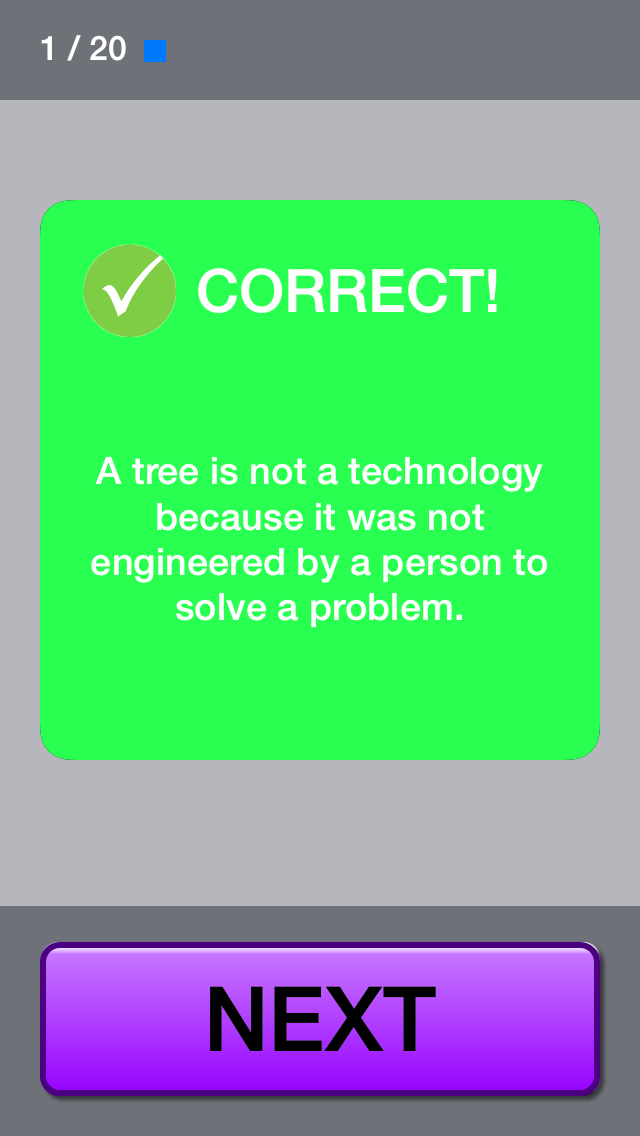 1 / 20
CORRECT!
A tree is not a technology
because it was not
engineered by a person to
solve a problem.
NEXT